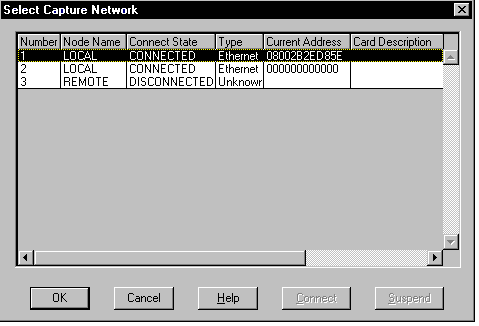 Select Capture Network
Number Node Name Connect State Type Current Address Card Description
1 LOCAL CONNECTED Ethernet 08002B2ED85E
2 LOCAL CONNECTED Ethernet 000000000000
3 REMOTE DISCONNECTED Unknowr
OK Cancel Help Connect Suspend